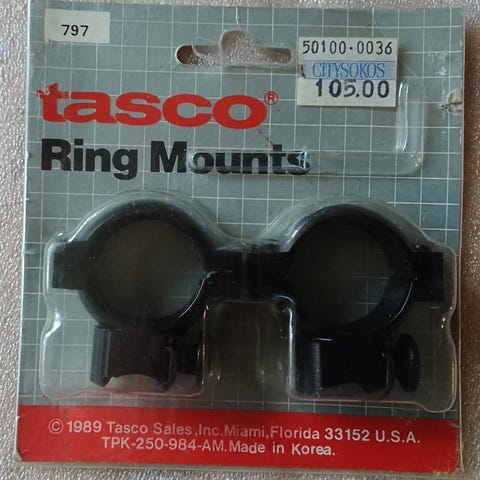 797
50100-0036
CITYSOKOS
105.00
tasco®
Ring Mounts
© 1989 Tasco Sales, Inc. Miami, Florida 33152 U.S.A.
TPK-250-984-AM. Made in Korea.